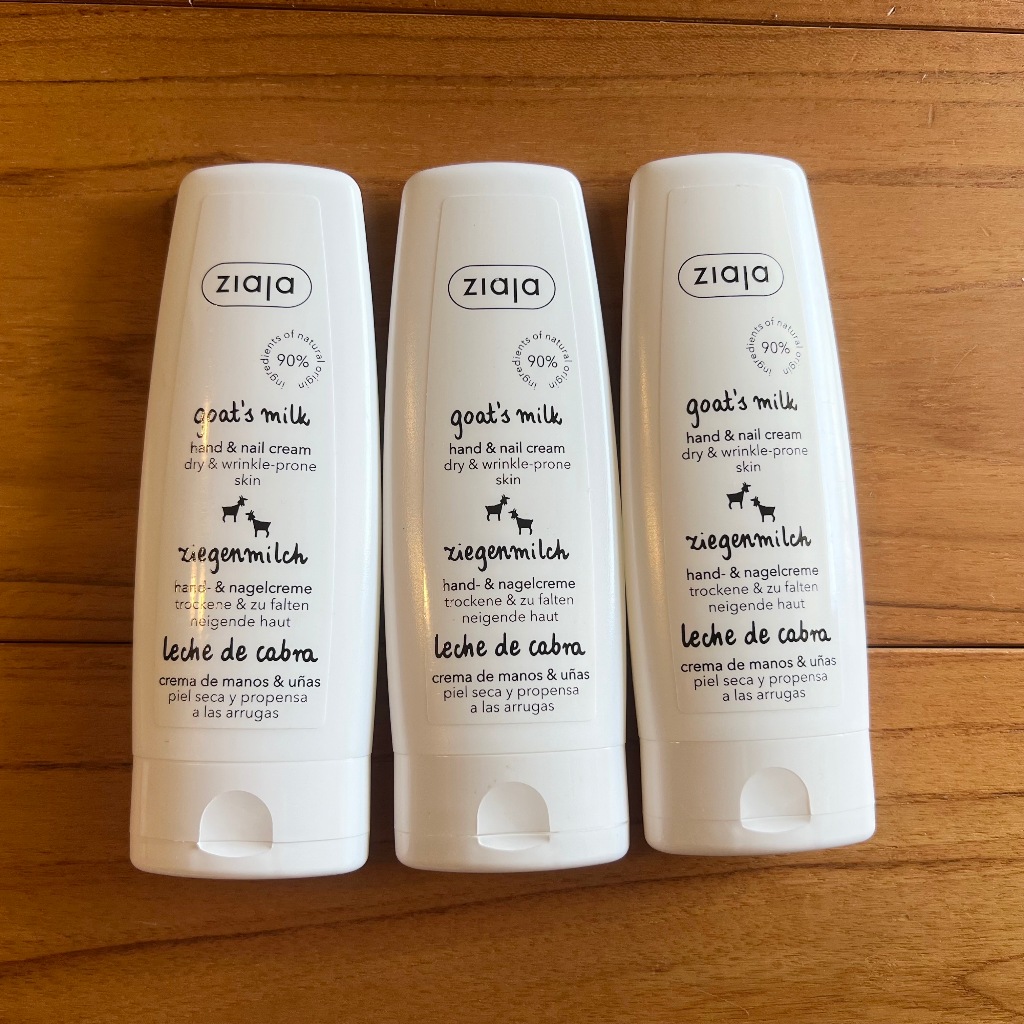 ziaja
ingredients of natural origin
90%
goat's milk
hand & nail cream
dry & wrinkle-prone
skin
ziegenmilch
hand- & nagelcreme
trockene & zu falten
neigende haut
leche de cabra
crema de manos & uñas
piel seca y propensa
a las arrugas
ziaja
ingredients of natural origin
90%
goat's milk
hand & nail cream
dry & wrinkle-prone
skin
ziegenmilch
hand- & nagelcreme
trockene & zu falten
neigende haut
leche de cabra
crema de manos & uñas
piel seca y propensa
a las arrugas
ziaja
ingredients of natural origin
90%
goat's milk
hand & nail cream
dry & wrinkle-prone
skin
ziegenmilch
hand- & nagelcreme
trockene & zu falten
neigende haut
leche de cabra
crema de manos & uñas
piel seca y propensa
a las arrugas